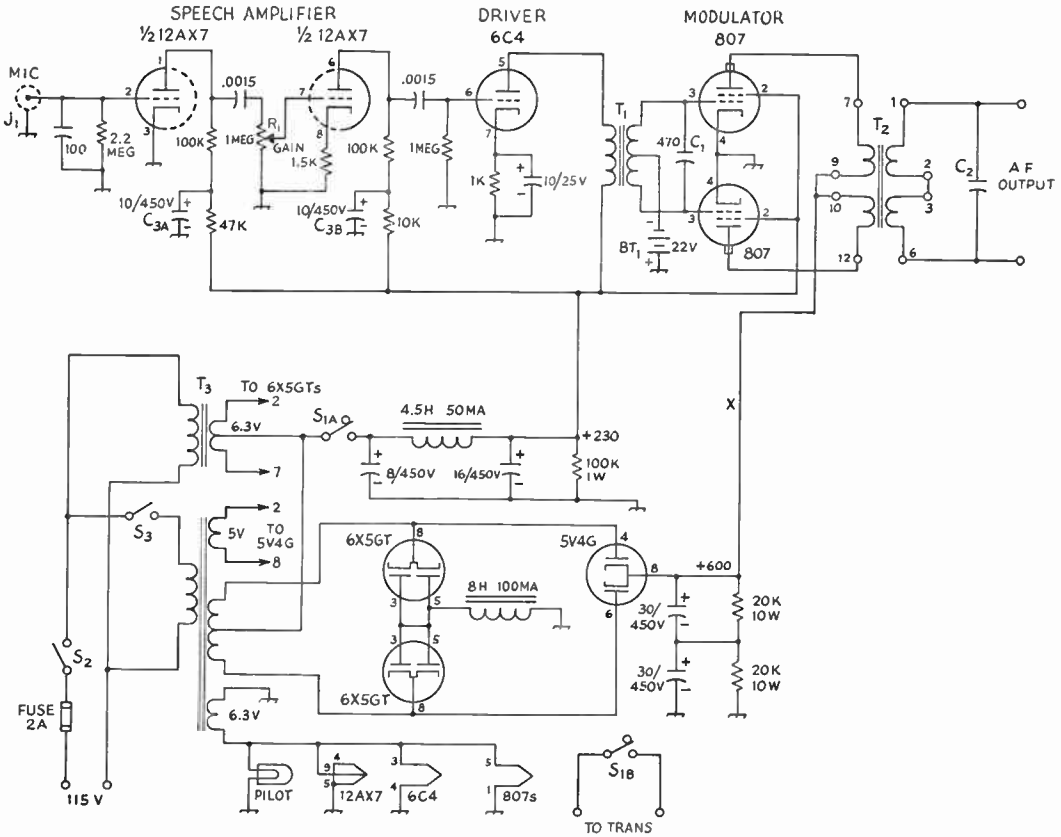 SPEECH AMPLIFIER
DRIVER
MODULATOR
½12AX7
½ 12AX7
6C4
807
MIC
J1
1
2
3
100
2.2
MEG
.0015
100K
10/450V
+
-
C3A
47K
1MEG
R1
GAIN
6
7
8
1.5K
.0015
100K
10/450V
+
-
C3B
10K
1MEG
5
6
7
1K
+
-
10/25V
T1
470
C1
-
BT1
22V
+
3
2
4
4
3
2
807
7
9
10
12
T2
1
2
3
6
C2
AF
OUTPUT
T3
TO 6X5GTs
2
6.3V
7
S1A
4.5H 50MA
+
-
8/450V
16/450V
+
-
+230
100K
1W
X
S3
2
5V
TO
5V4G
8
6X5GT
8
3
5
8H 100MA
3
5
6X5GT
8
5V4G
4
8
6
+600
30/
450V
+
-
20K
10W
30/
450V
+
-
20K
10W
S2
FUSE
2A
115V
6.3V
PILOT
4
9
5
12AX7
3
4
6C4
5
1
807s
S1B
TO TRANS